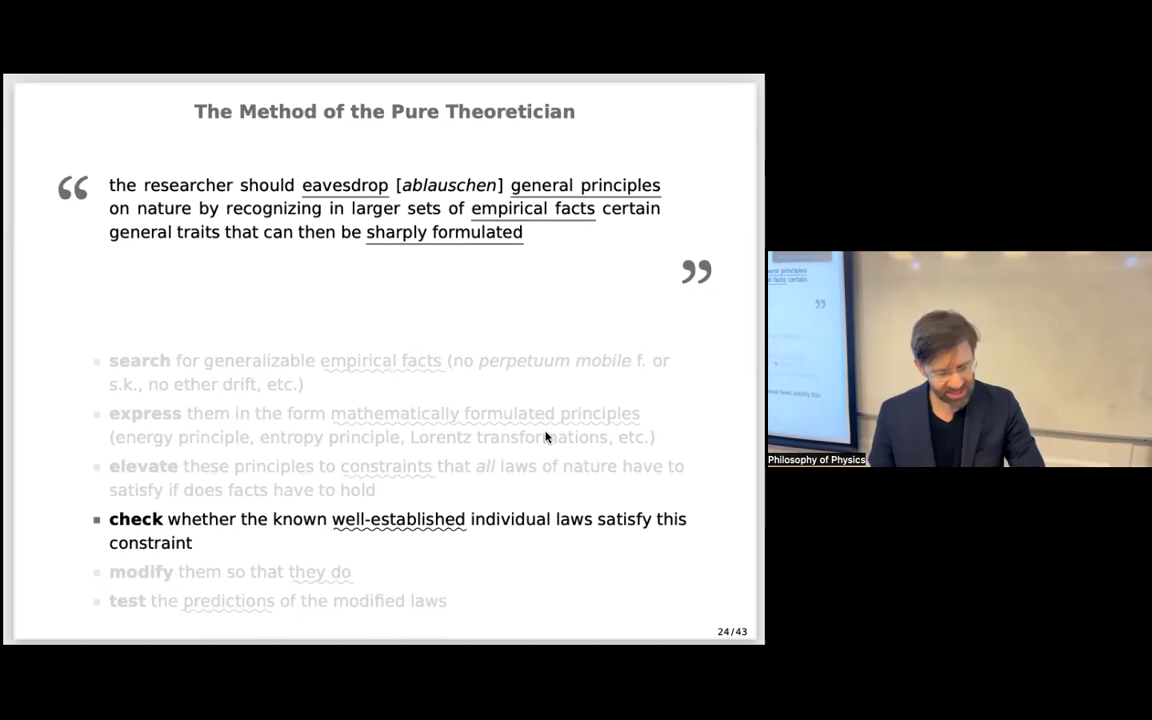 The Method of the Pure Theoretician
“ the researcher should eavesdrop [ablauschen] general principles
on nature by recognizing in larger sets of empirical facts certain
general traits that can then be sharply formulated
”
▪ search for generalizable empirical facts (no perpetuum mobile f. or
s.k., no ether drift, etc.)
▪ express them in the form mathematically formulated principles
(energy principle, entropy principle, Lorentz transformations, etc.)
▪ elevate these principles to constraints that all laws of nature have to
satisfy if does facts have to hold
▪ check whether the known well-established individual laws satisfy this
constraint
▪ modify them so that they do
▪ test the predictions of the modified laws
24/43
eral principles
facts certain
”
Philosophy of Physics